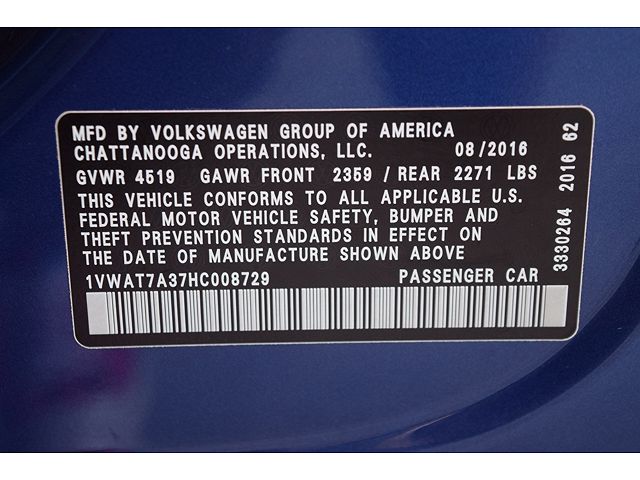 MFD BY VOLKSWAGEN GROUP OF AMERICA
CHATTANOOGA OPERATIONS, LLC. 08/2016
GVWR 4519 GAWR FRONT 2359 / REAR 2271 LBS
THIS VEHICLE CONFORMS TO ALL APPLICABLE U.S.
FEDERAL MOTOR VEHICLE SAFETY, BUMPER AND
THEFT PREVENTION STANDARDS IN EFFECT ON
THE DATE OF MANUFACTURE SHOWN ABOVE
1VWAT7A37HC008729 PASSENGER CAR
3330264 2016 62